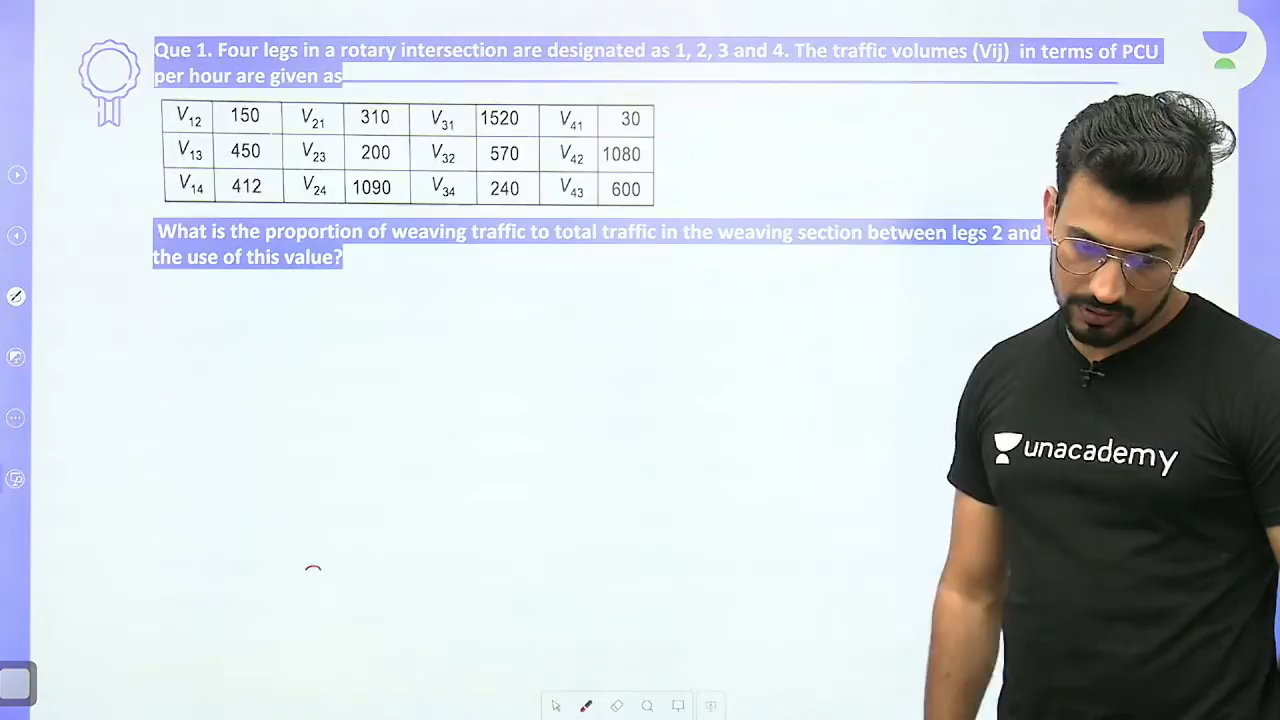 Que 1. Four legs in a rotary intersection are designated as 1, 2, 3 and 4. The traffic volumes (Vij) in terms of PCU
per hour are given as
V12 150 V21 310 V31 1520 V41 30
V13 450 V23 200 V32 570 V42 1080
V14 412 V24 1090 V34 240 V43 600
What is the proportion of weaving traffic to total traffic in the weaving section between legs 2 and
the use of this value?
unacademy